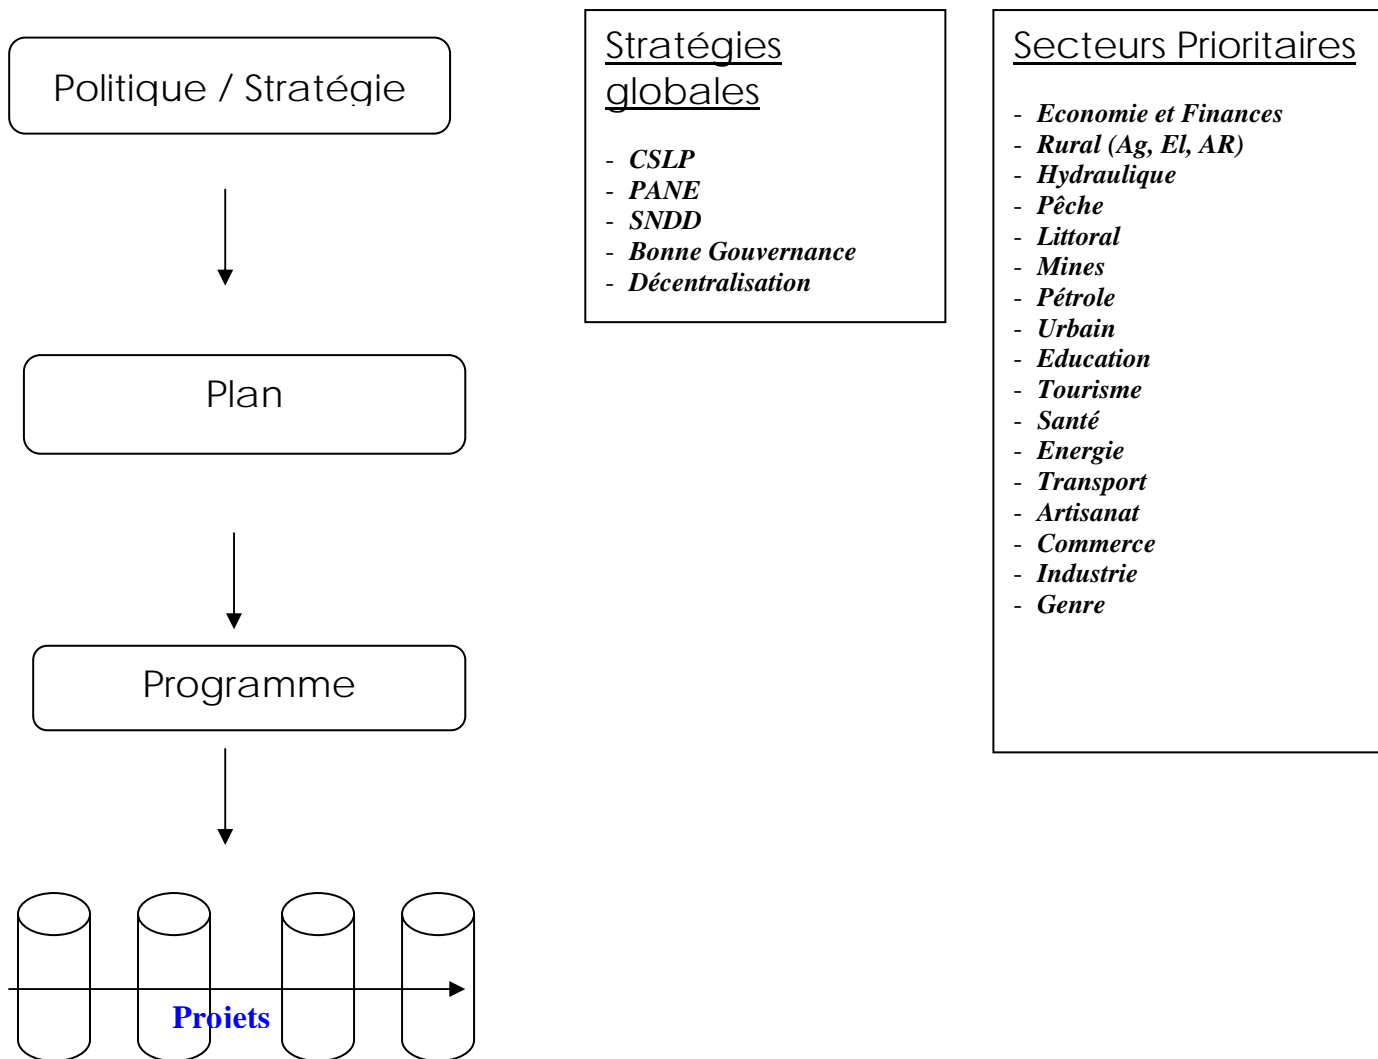 Politique / Stratégie
Plan
Programme
Projets
Stratégies
globales
- CSLP
- PANE
- SNDD
- Bonne Gouvernance
- Décentralisation
Secteurs Prioritaires
- Economie et Finances
- Rural (Ag, El, AR)
- Hydraulique
- Pêche
- Littoral
- Mines
- Pétrole
- Urbain
- Education
- Tourisme
- Santé
- Energie
- Transport
- Artisanat
- Commerce
- Industrie
- Genre